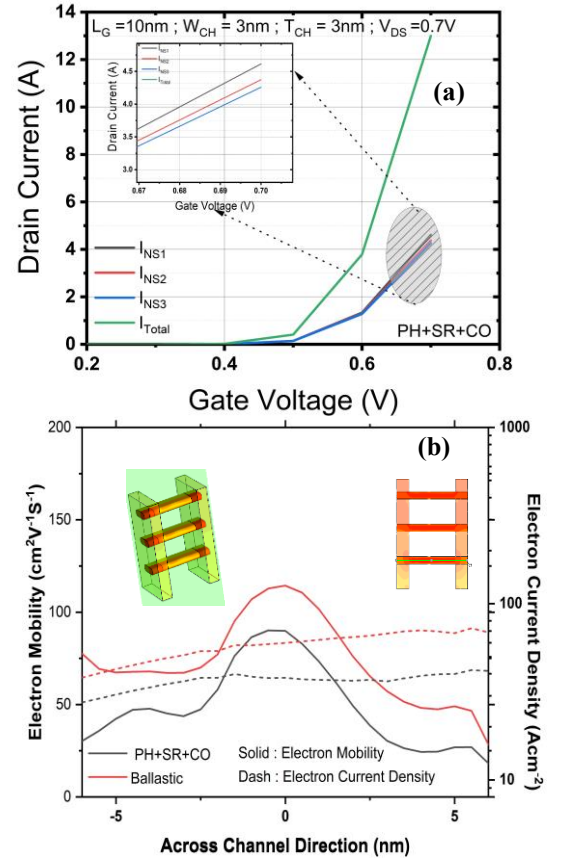 L_G =10nm ; W_CH = 3nm ; T_CH = 3nm ; V_DS =0.7V
(a)
Drain Current (A)
14
12
10
8
6
4
2
0
0.2
0.4
0.6
0.8
Gate Voltage (V)
I_NS1
I_NS2
I_NS3
I_Total
PH+SR+CO
Drain Current (A)
4.5
4.0
3.5
3.0
0.67
0.68
0.69
0.70
Gate Voltage (V)
I_NS1
I_NS2
I_NS3
I_Total
(b)
Electron Mobility (cm²V⁻¹S⁻¹)
200
150
100
50
0
-5
0
5
Across Channel Direction (nm)
Electron Current Density (Acm⁻²)
1000
100
10
PH+SR+CO
Ballastic
Solid : Electron Mobility
Dash : Electron Current Density